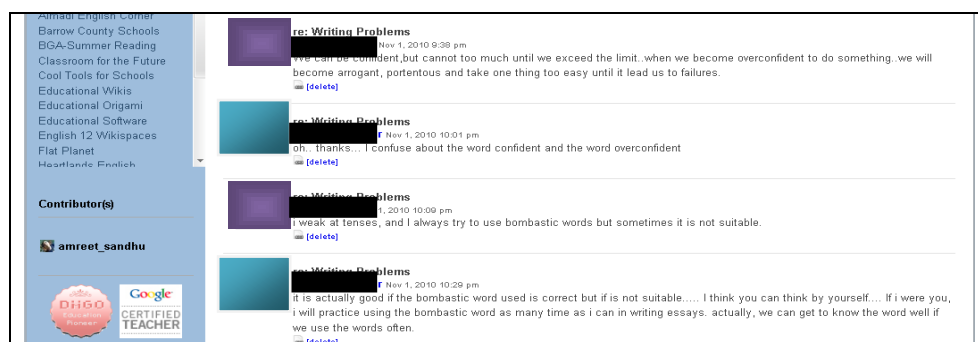 Almadi English Corner
Barrow County Schools
BGA-Summer Reading
Classroom for the Future
Cool Tools for Schools
Educational Wikis
Educational Origami
Educational Software
English 12 Wikispaces
Flat Planet
Heartlands English
Contributor(s)
amreet_sandhu
DiiGO
Education
Pioneer
Google
CERTIFIED
TEACHER
re: Writing Problems
Nov 1, 2010 9:38 pm
We can be confident,but cannot too much until we exceed the limit..when we become overconfident to do something..we will
become arrogant, portentous and take one thing too easy until it lead us to failures.
[delete]
re: Writing Problems
r Nov 1, 2010 10:01 pm
oh.. thanks... I confuse about the word confident and the word overconfident
[delete]
re: Writing Problems
1, 2010 10:09 pm
i weak at tenses, and I always try to use bombastic words but sometimes it is not suitable.
[delete]
re: Writing Problems
r Nov 1, 2010 10:29 pm
it is actually good if the bombastic word used is correct but if is not suitable..... I think you can think by yourself.... If i were you,
i will practice using the bombastic word as many time as i can in writing essays. actually, we can get to know the word well if
we use the words often.
[delete]